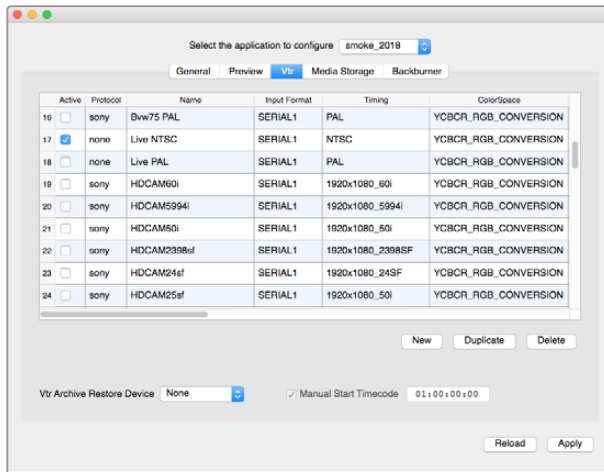 Select the application to configure smoke_2018
General Preview Vtr Media Storage Backburner
Active Protocol Name Input Format Timing ColorSpace
16 sony Bvw75 PAL SERIAL1 PAL YCBCR_RGB_CONVERSION
17 none Live NTSC SERIAL1 NTSC YCBCR_RGB_CONVERSION
18 none Live PAL SERIAL1 PAL YCBCR_RGB_CONVERSION
19 sony HDCAM60i SERIAL1 1920x1080_60i YCBCR_RGB_CONVERSION
20 sony HDCAM5994i SERIAL1 1920x1080_5994i YCBCR_RGB_CONVERSION
21 sony HDCAM50i SERIAL1 1920x1080_50i YCBCR_RGB_CONVERSION
22 sony HDCAM2398sf SERIAL1 1920x1080_2398SF YCBCR_RGB_CONVERSION
23 sony HDCAM24sf SERIAL1 1920x1080_24SF YCBCR_RGB_CONVERSION
24 sony HDCAM25sf SERIAL1 1920x1080_50i YCBCR_RGB_CONVERSION
New Duplicate Delete
Vtr Archive Restore Device None Manual Start Timecode 01:00:00:00
Reload Apply